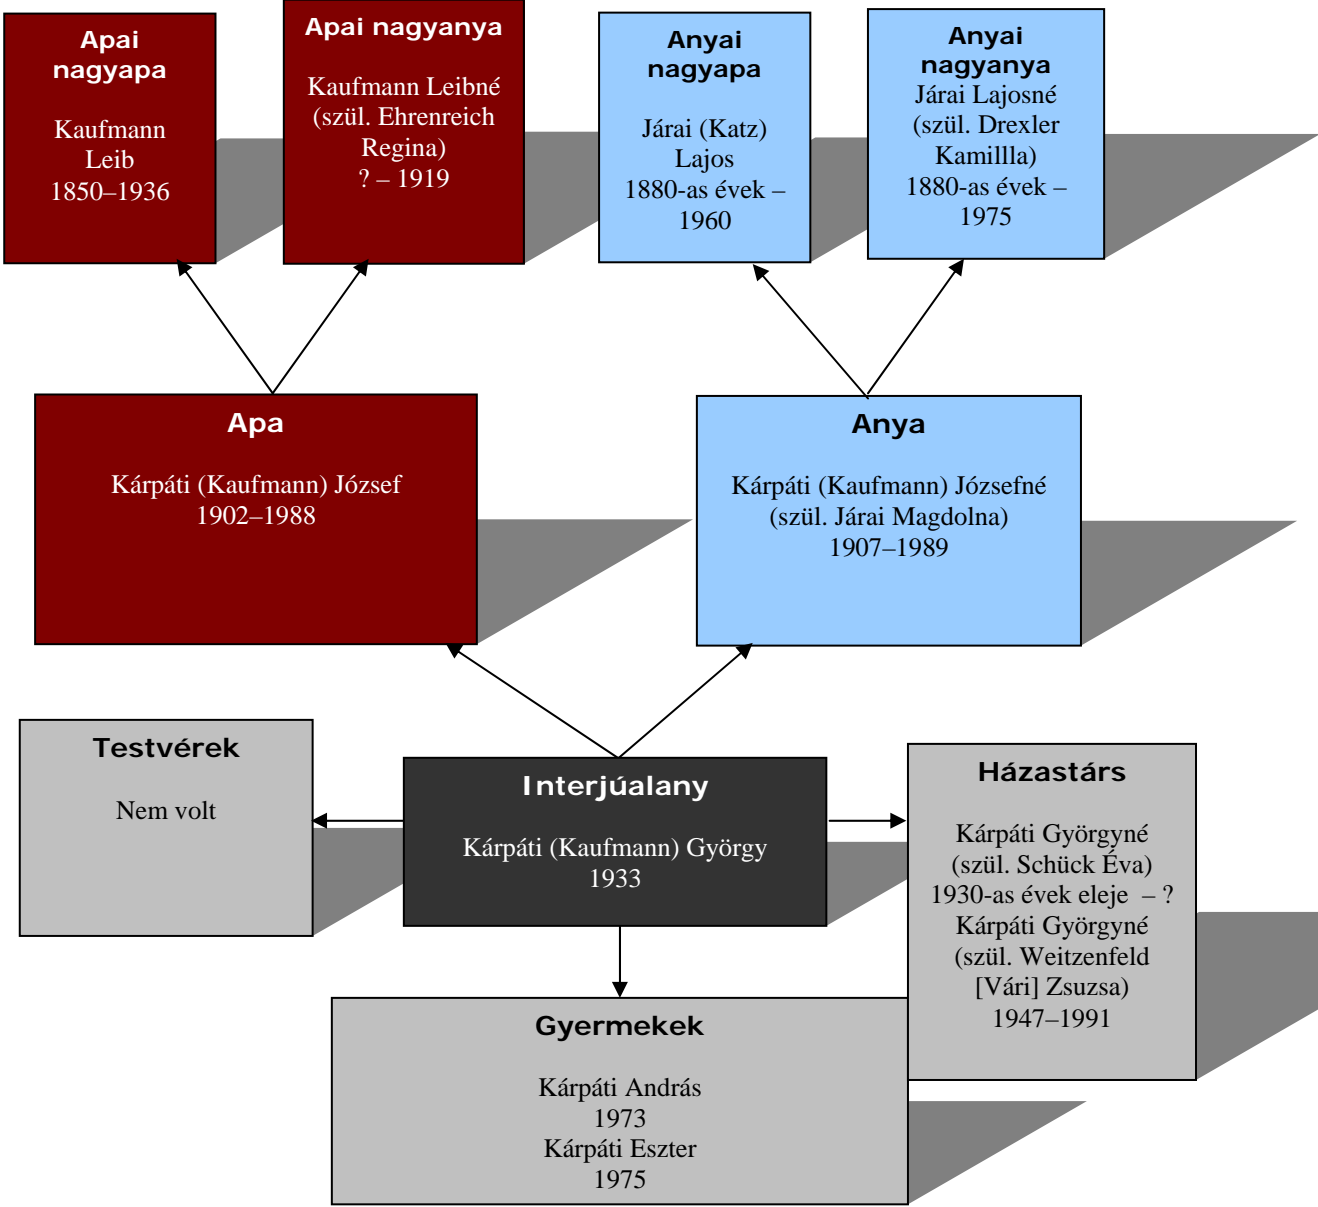 Apai
nagyapa
Kaufmann
Leib
1850–1936
Apai nagyanya
Kaufmann Leibné
(szül. Ehrenreich
Regina)
? – 1919
Anyai
nagyapa
Járai (Katz)
Lajos
1880-as évek –
1960
Anyai
nagyanya
Járai Lajosné
(szül. Drexler
Kamillla)
1880-as évek –
1975
Apa
Kárpáti (Kaufmann) József
1902–1988
Anya
Kárpáti (Kaufmann) Józsefné
(szül. Járai Magdolna)
1907–1989
Testvérek
Nem volt
Interjúalany
Kárpáti (Kaufmann) György
1933
Házastárs
Kárpáti Györgyné
(szül. Schück Éva)
1930-as évek eleje – ?
Kárpáti Györgyné
(szül. Weitzenfeld
[Vári] Zsuzsa)
1947–1991
Gyermekek
Kárpáti András
1973
Kárpáti Eszter
1975